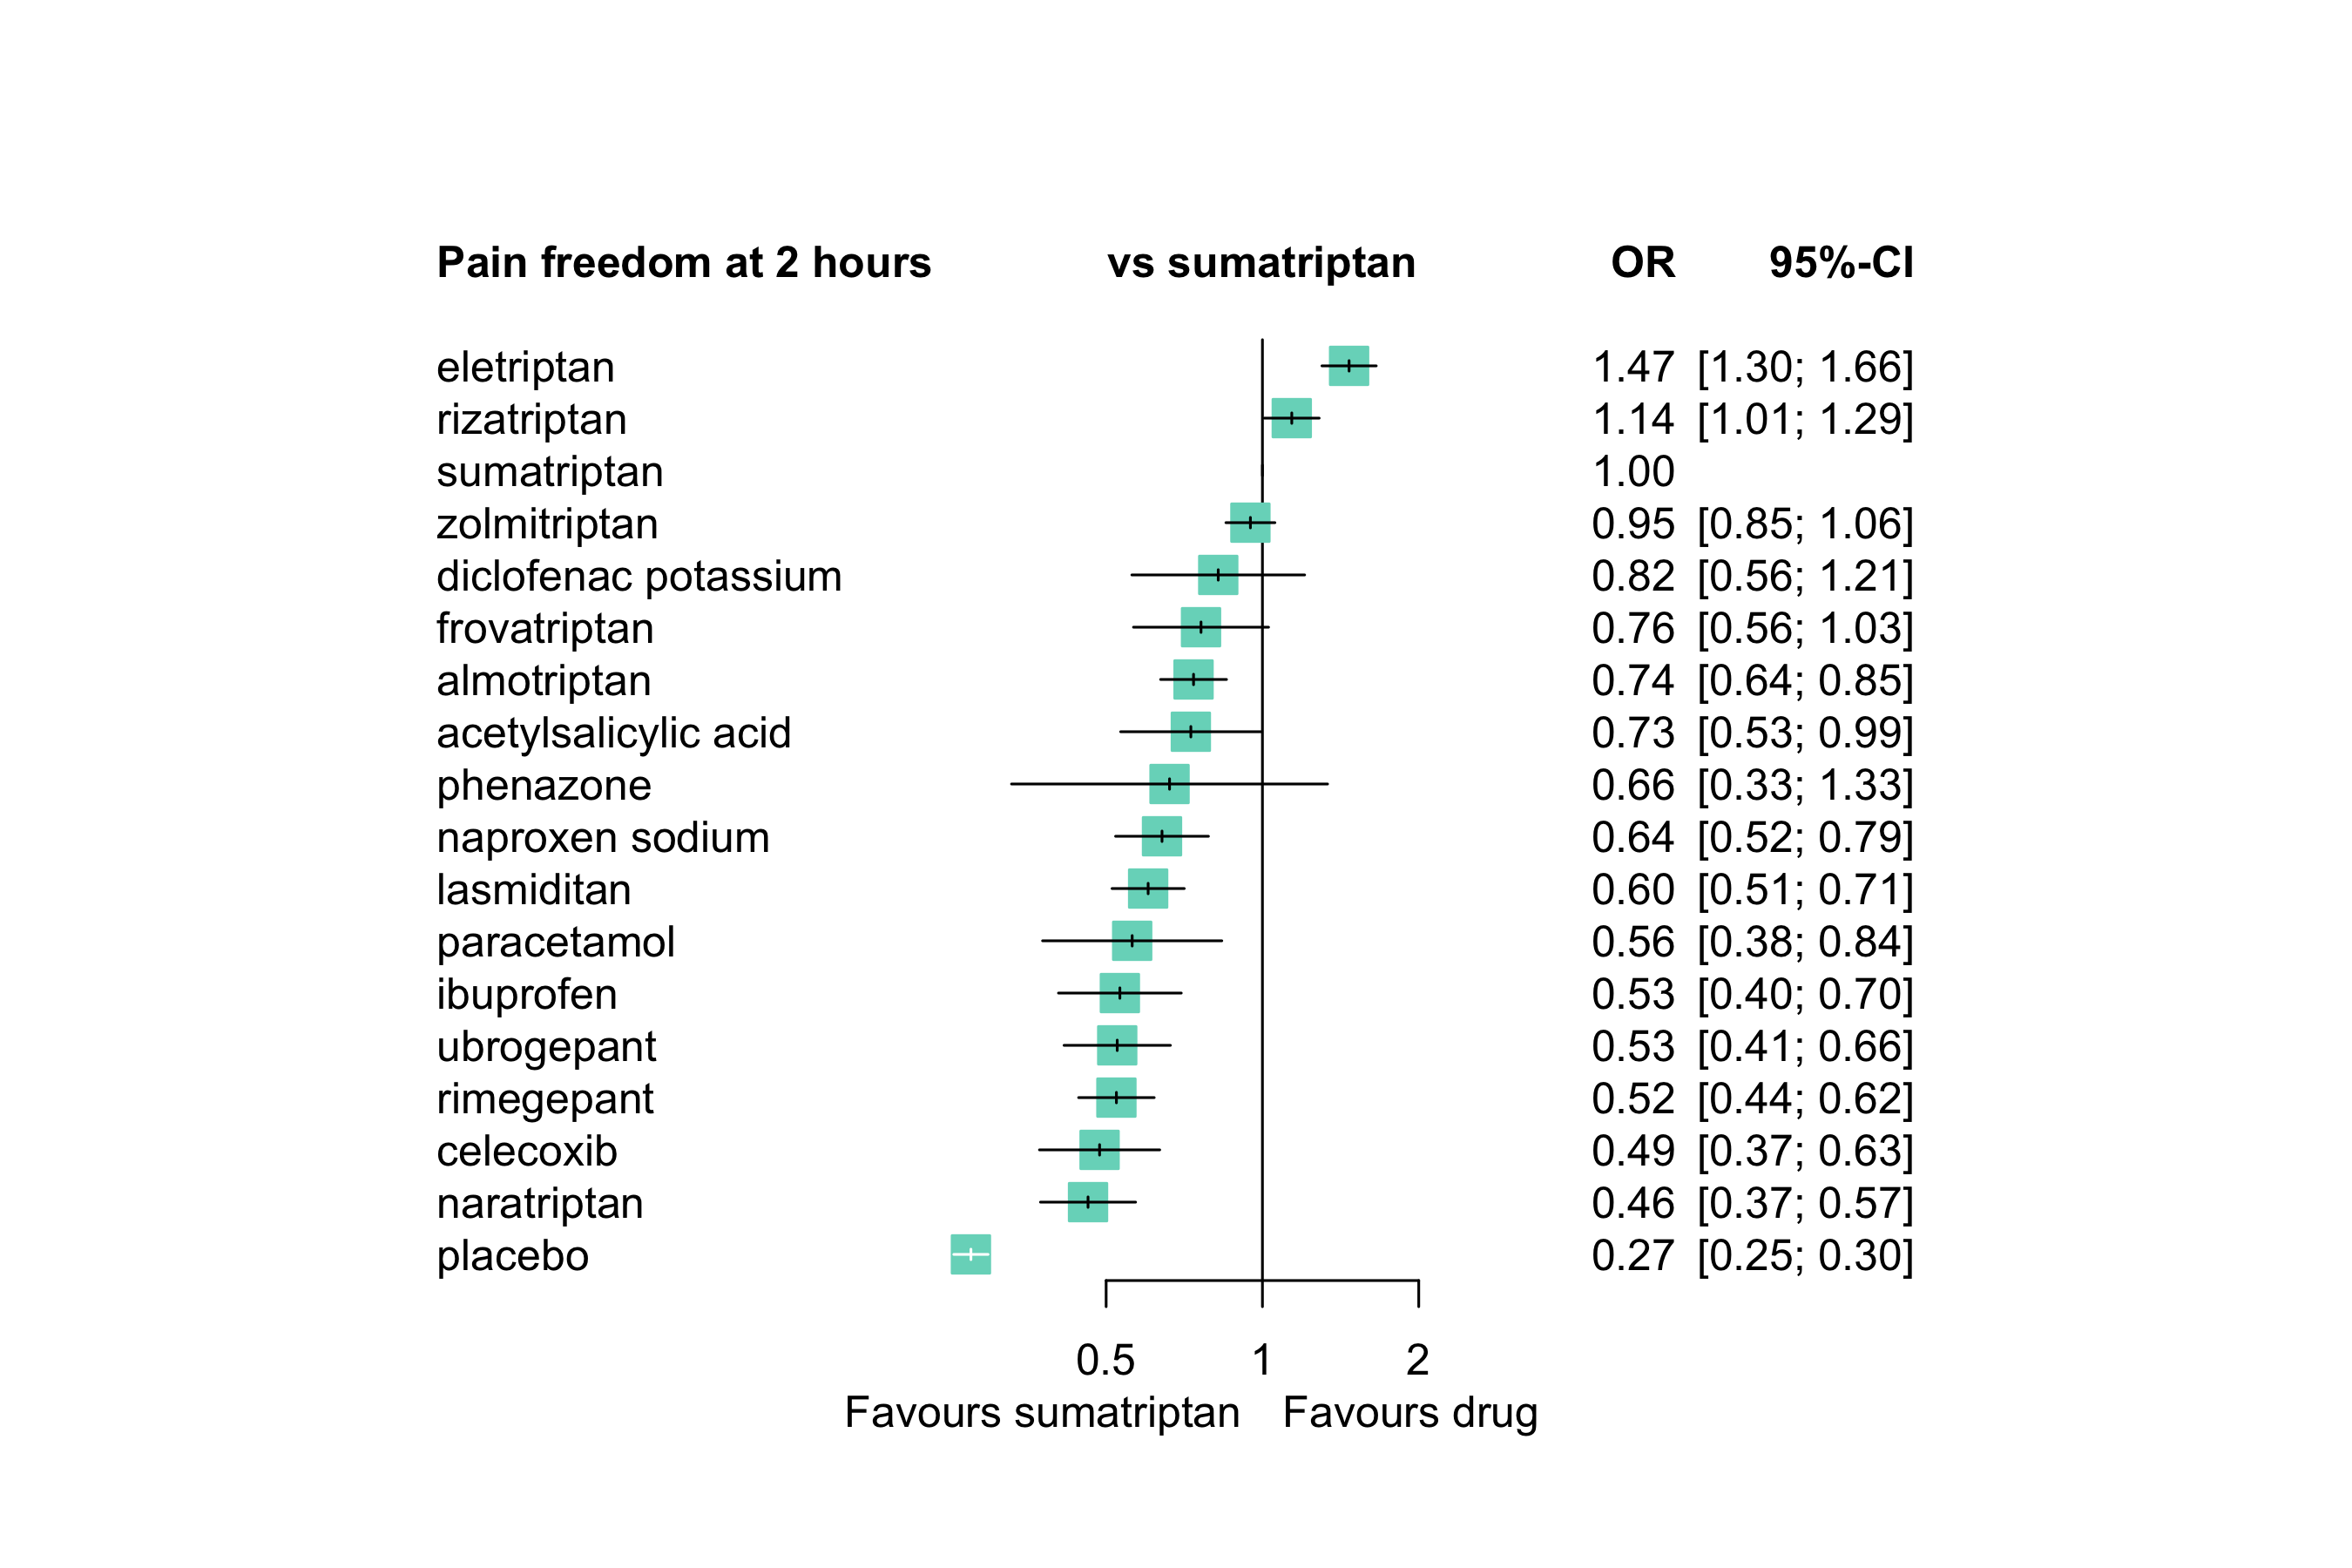 Pain freedom at 2 hours vs sumatriptan OR 95%-CI
eletriptan 1.47 [1.30; 1.66]
rizatriptan 1.14 [1.01; 1.29]
sumatriptan 1.00
zolmitriptan 0.95 [0.85; 1.06]
diclofenac potassium 0.82 [0.56; 1.21]
frovatriptan 0.76 [0.56; 1.03]
almotriptan 0.74 [0.64; 0.85]
acetylsalicylic acid 0.73 [0.53; 0.99]
phenazone 0.66 [0.33; 1.33]
naproxen sodium 0.64 [0.52; 0.79]
lasmiditan 0.60 [0.51; 0.71]
paracetamol 0.56 [0.38; 0.84]
ibuprofen 0.53 [0.40; 0.70]
ubrogepant 0.53 [0.41; 0.66]
rimegepant 0.52 [0.44; 0.62]
celecoxib 0.49 [0.37; 0.63]
naratriptan 0.46 [0.37; 0.57]
placebo 0.27 [0.25; 0.30]
0.5 1 2
Favours sumatriptan Favours drug